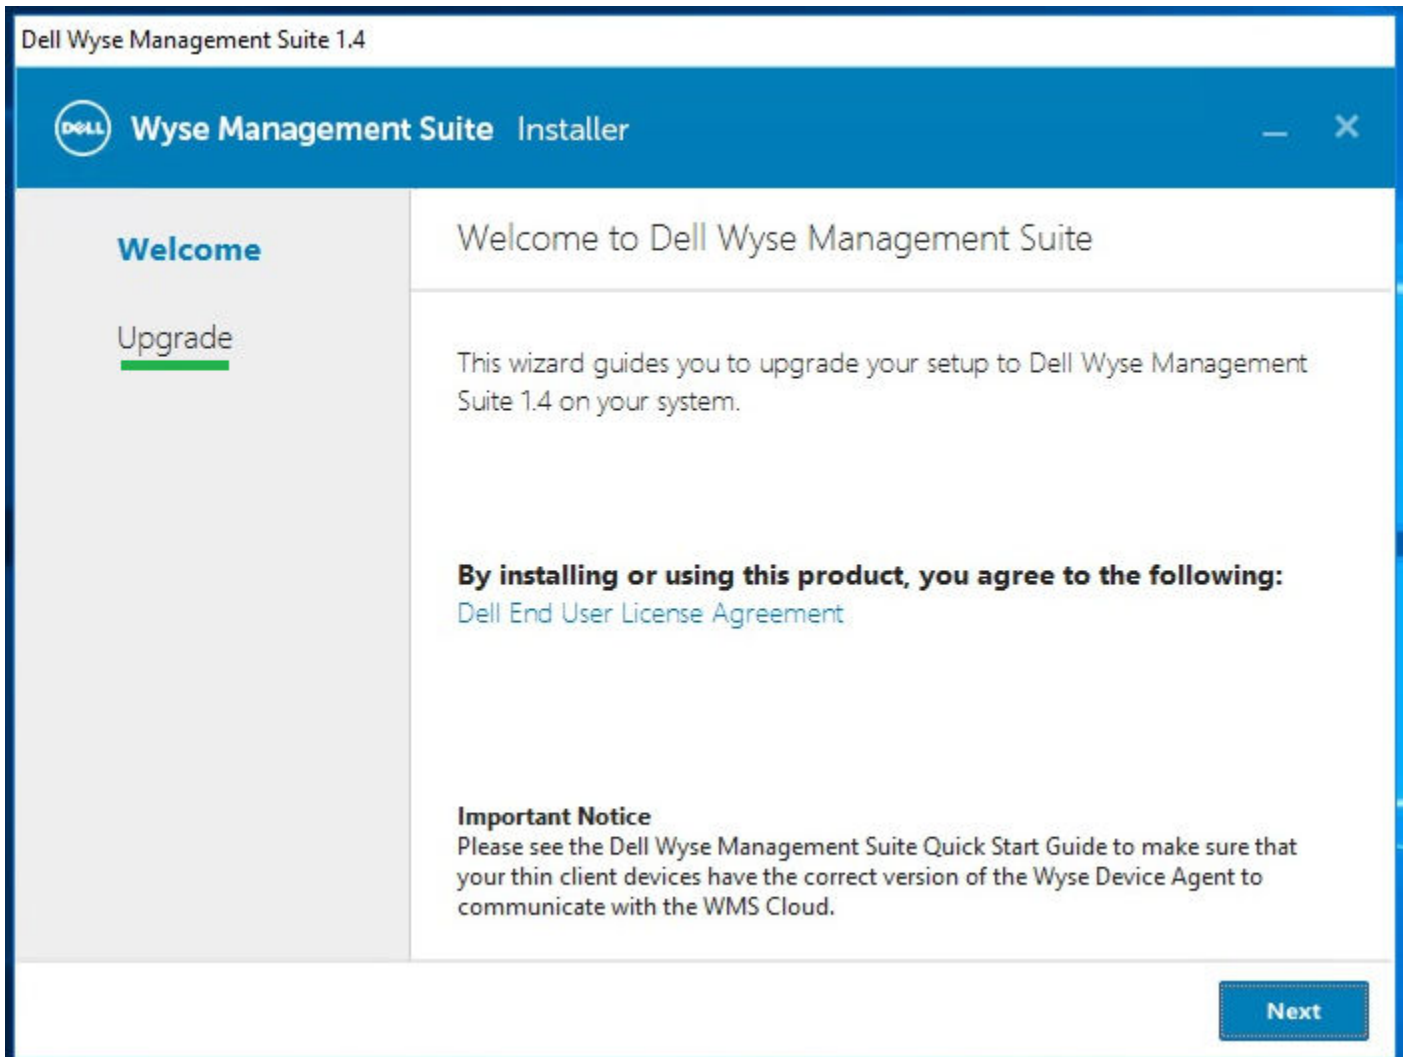 Dell Wyse Management Suite 1.4
DELL Wyse Management Suite Installer
Welcome
Upgrade
Welcome to Dell Wyse Management Suite
This wizard guides you to upgrade your setup to Dell Wyse Management
Suite 1.4 on your system.
By installing or using this product, you agree to the following:
Dell End User License Agreement
Important Notice
Please see the Dell Wyse Management Suite Quick Start Guide to make sure that
your thin client devices have the correct version of the Wyse Device Agent to
communicate with the WMS Cloud.
Next